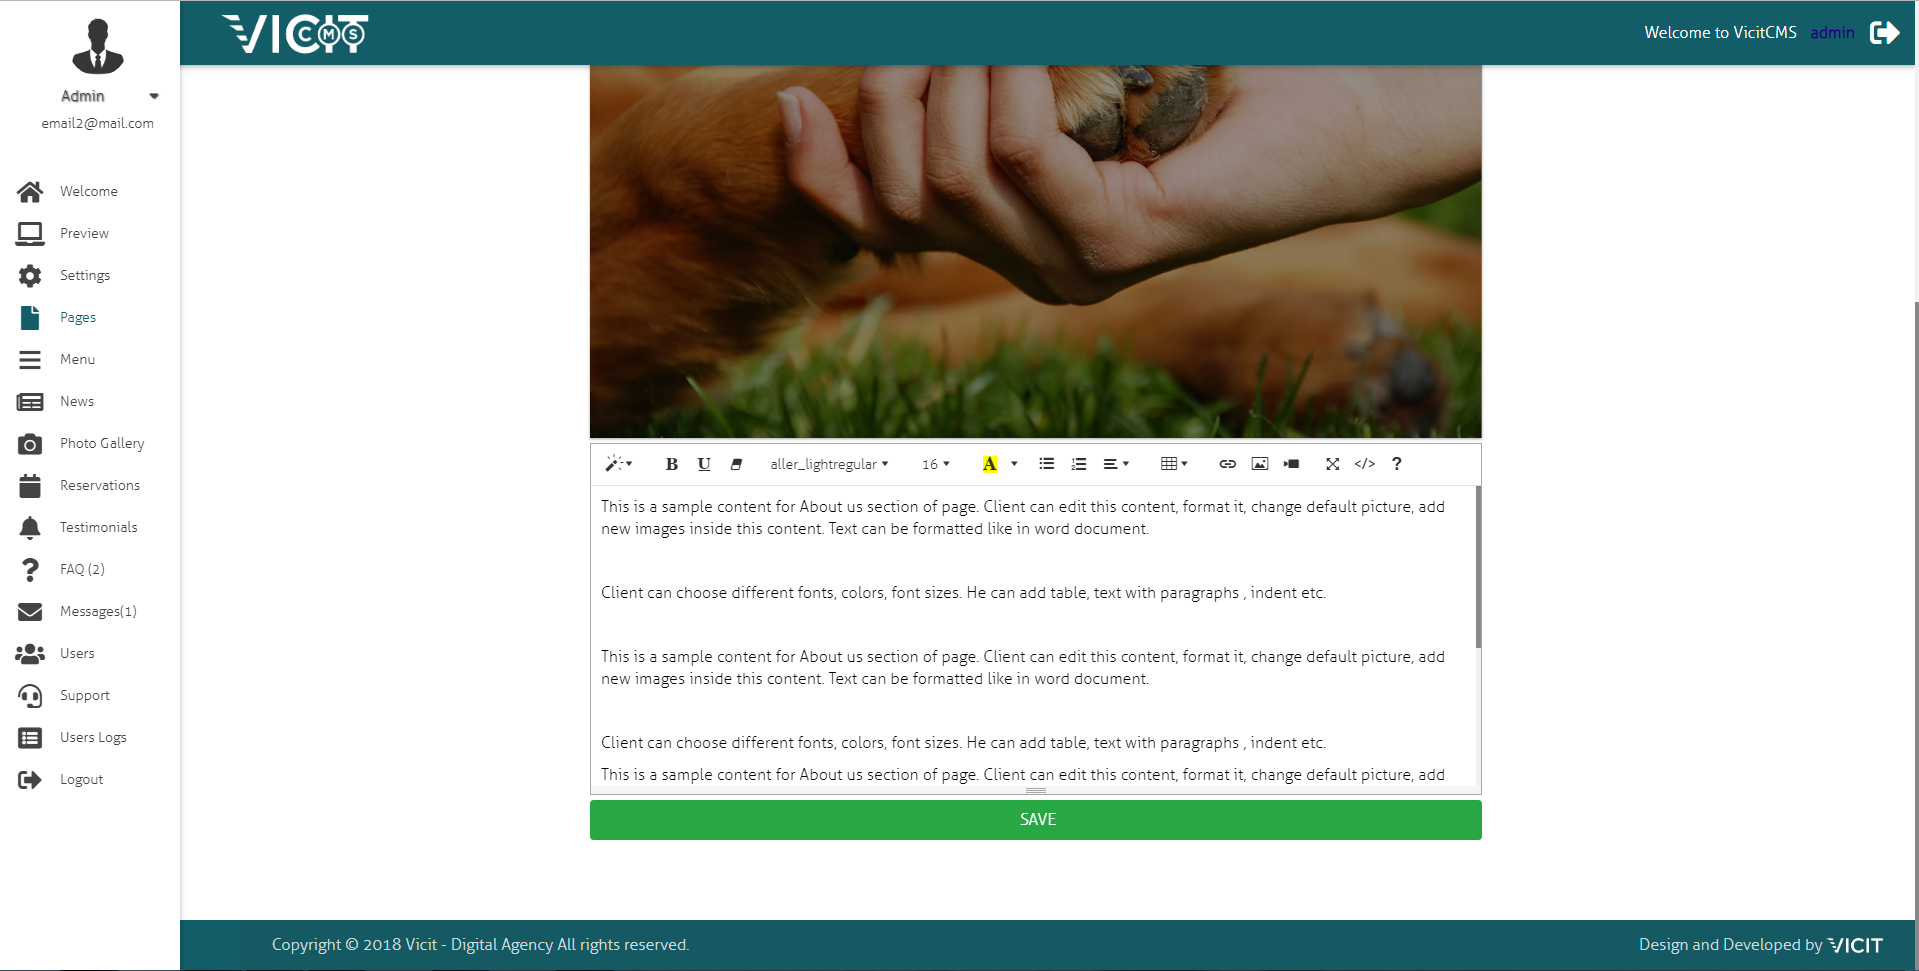 VICIT
CMS
Welcome to VicitCMS admin
Admin
email2@mail.com
Welcome
Preview
Settings
Pages
Menu
News
Photo Gallery
Reservations
Testimonials
FAQ (2)
Messages(1)
Users
Support
Users Logs
Logout
B U aller_lightregular 16 A </> ?
This is a sample content for About us section of page. Client can edit this content, format it, change default picture, add
new images inside this content. Text can be formatted like in word document.
Client can choose different fonts, colors, font sizes. He can add table, text with paragraphs , indent etc.
This is a sample content for About us section of page. Client can edit this content, format it, change default picture, add
new images inside this content. Text can be formatted like in word document.
Client can choose different fonts, colors, font sizes. He can add table, text with paragraphs , indent etc.
This is a sample content for About us section of page. Client can edit this content, format it, change default picture, add
SAVE
Copyright © 2018 Vicit - Digital Agency All rights reserved.
Design and Developed by VICIT